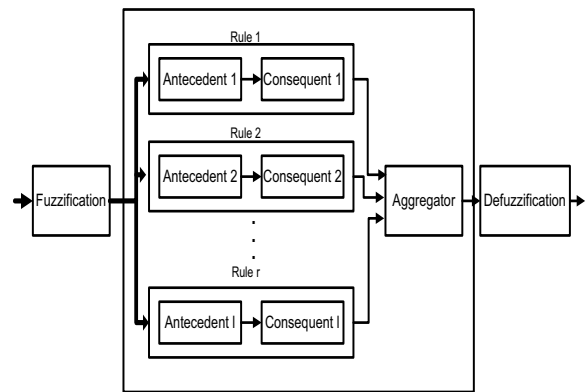 Rule 1
Antecedent 1
Consequent 1
Rule 2
Fuzzification
Antecedent 2
Consequent 2
Aggregator
Defuzzification
.
.
.
Rule r
Antecedent l
Consequent l